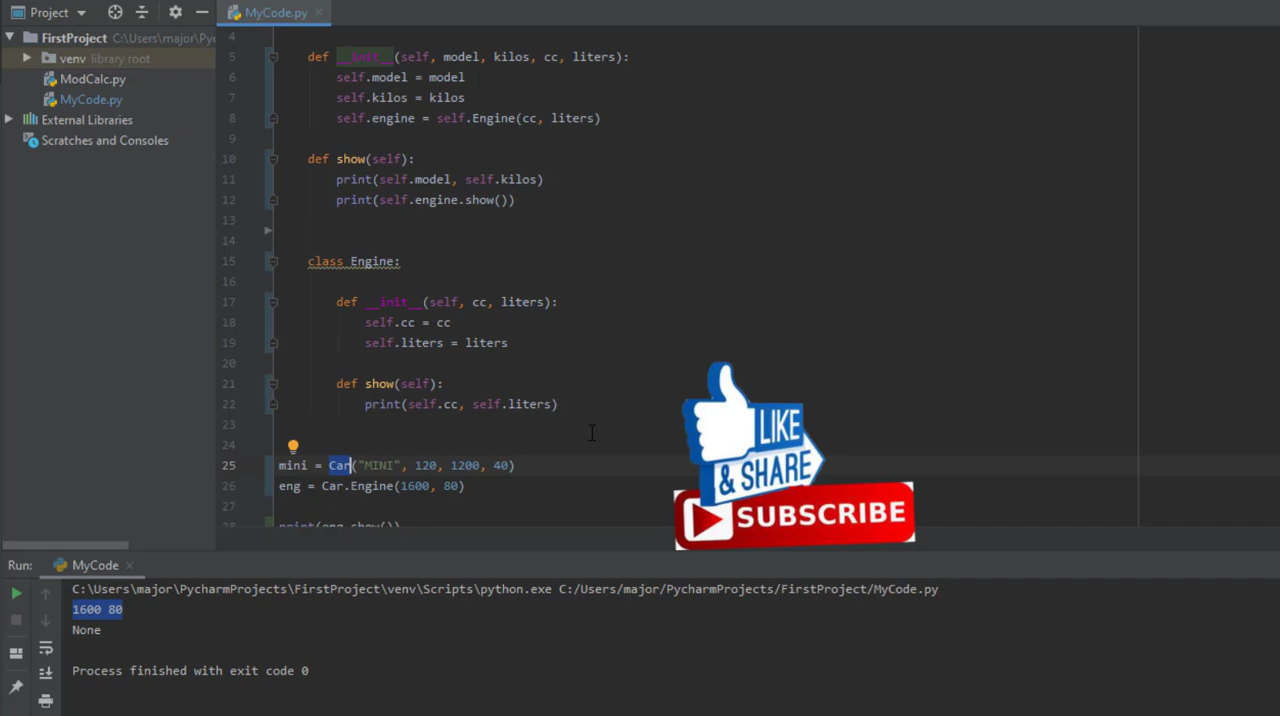 Project
MyCode.py
FirstProject C:\Users\major\Pyc
venv library root
ModCalc.py
MyCode.py
External Libraries
Scratches and Consoles
4
5 def __init__(self, model, kilos, cc, liters):
6 self.model = model
7 self.kilos = kilos
8 self.engine = self.Engine(cc, liters)
9
10 def show(self):
11 print(self.model, self.kilos)
12 print(self.engine.show())
13
14
15 class Engine:
16
17 def __init__(self, cc, liters):
18 self.cc = cc
19 self.liters = liters
20
21 def show(self):
22 print(self.cc, self.liters)
23
24
25 mini = Car("MINI", 120, 1200, 40)
26 eng = Car.Engine(1600, 80)
27
28 print(eng.show())
LIKE
& SHARE
SUBSCRIBE
Run: MyCode
C:\Users\major\PycharmProjects\FirstProject\venv\Scripts\python.exe C:/Users/major/PycharmProjects/FirstProject/MyCode.py
1600 80
None
Process finished with exit code 0